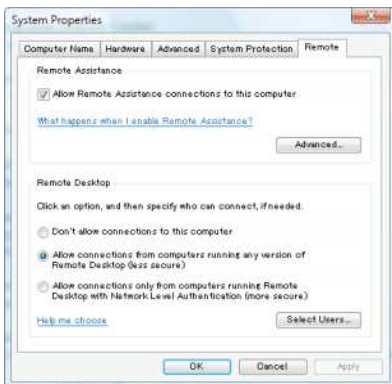 System Properties
Computer Name Hardware Advanced System Protection Remote
Remote Assistance
Allow Remote Assistance connections to this computer
What happens when I enable Remote Assistance?
Advanced...
Remote Desktop
Click an option, and then specify who can connect, if needed.
Don't allow connections to this computer
Allow connections from computers running any version of
Remote Desktop (less secure)
Allow connections only from computers running Remote
Desktop with Network Level Authentication (more secure)
Help me choose
Select Users...
OK Cancel Apply